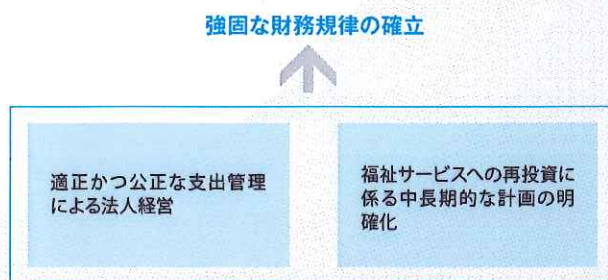 強固な財務規律の確立
適正かつ公正な支出管理
による法人経営
福祉サービスへの再投資に
係る中長期的な計画の明
確化